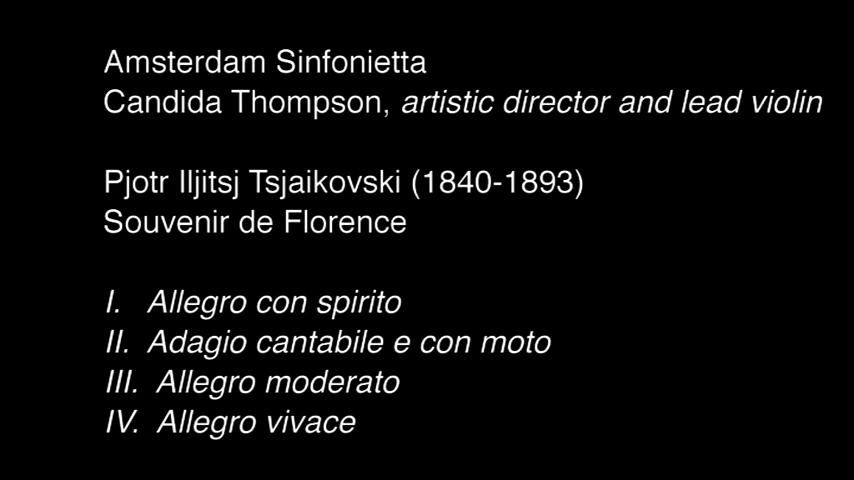 Amsterdam Sinfonietta
Candida Thompson, artistic director and lead violin
Pjotr Iljitsj Tsjaikovski (1840-1893)
Souvenir de Florence
I. Allegro con spirito
II. Adagio cantabile e con moto
III. Allegro moderato
IV. Allegro vivace